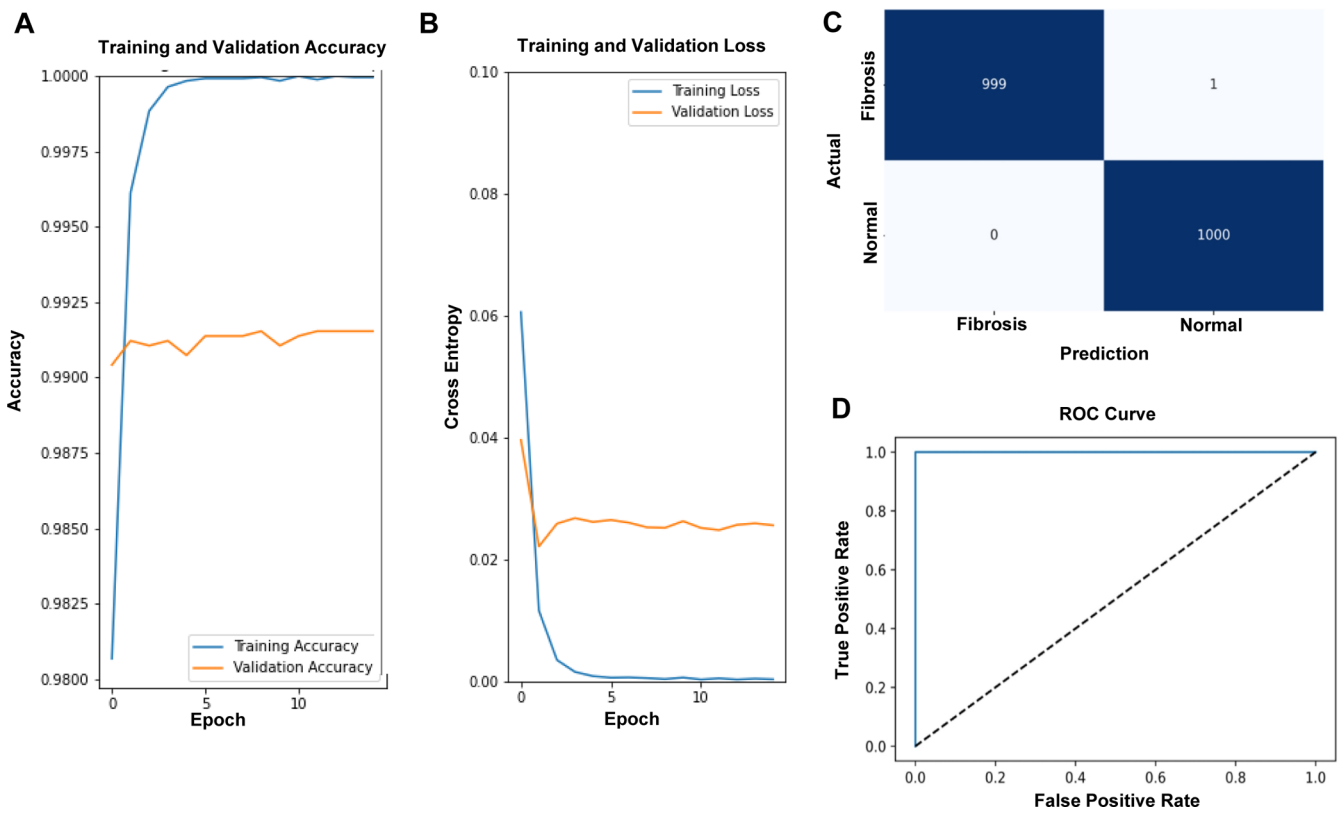 A
Training and Validation Accuracy
1.0000
0.9975
0.9950
0.9925
0.9900
0.9875
0.9850
0.9825
0.9800
Accuracy
Training Accuracy
Validation Accuracy
0
5
10
Epoch
B
Training and Validation Loss
0.10
0.08
0.06
0.04
0.02
0.00
Cross Entropy
Training Loss
Validation Loss
0
5
10
Epoch
C
Actual
Fibrosis
Normal
999
1
0
1000
Fibrosis
Normal
Prediction
D
ROC Curve
1.0
0.8
0.6
0.4
0.2
0.0
True Positive Rate
0.0
0.2
0.4
0.6
0.8
1.0
False Positive Rate